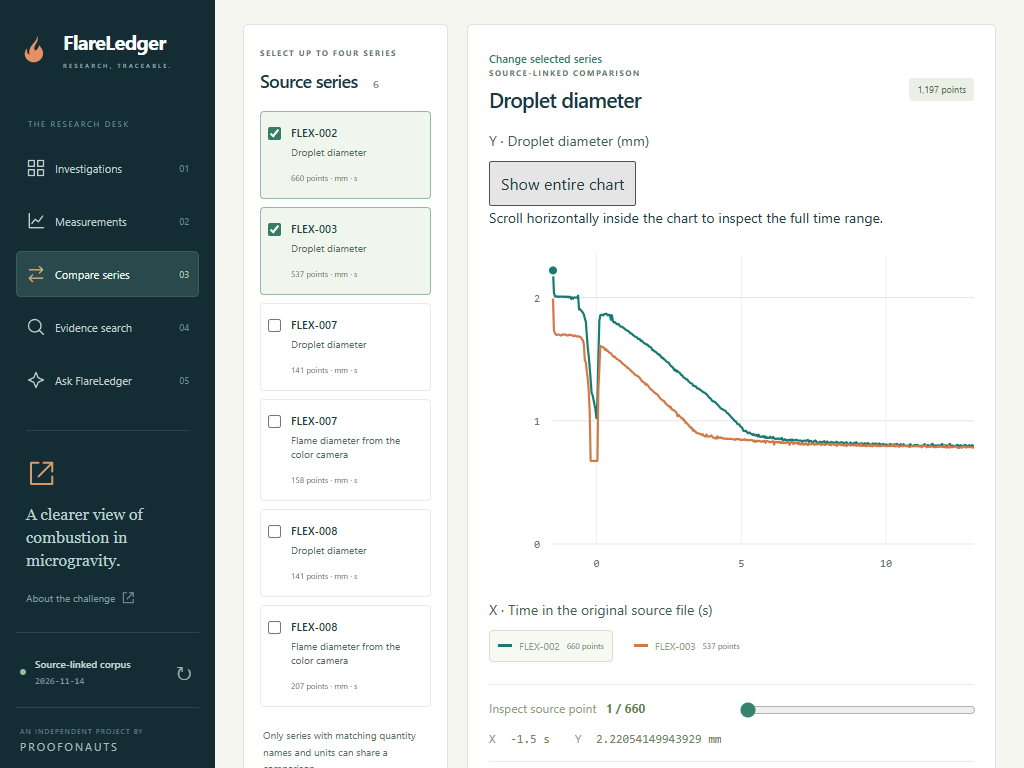 FlareLedger
RESEARCH, TRACEABLE.
THE RESEARCH DESK
Investigations 01
Measurements 02
Compare series 03
Evidence search 04
Ask FlareLedger 05
A clearer view of
combustion in
microgravity.
About the challenge
Source-linked corpus
2026-11-14
AN INDEPENDENT PROJECT BY
PROOFONAUTS
SELECT UP TO FOUR SERIES
Source series 6
FLEX-002
Droplet diameter
660 points · mm · s
FLEX-003
Droplet diameter
537 points · mm · s
FLEX-007
Droplet diameter
141 points · mm · s
FLEX-007
Flame diameter from the
color camera
158 points · mm · s
FLEX-008
Droplet diameter
141 points · mm · s
FLEX-008
Flame diameter from the
color camera
207 points · mm · s
Only series with matching quantity
names and units can share a
Change selected series
SOURCE-LINKED COMPARISON
Droplet diameter
1,197 points
Y · Droplet diameter (mm)
Show entire chart
Scroll horizontally inside the chart to inspect the full time range.
2
1
0
0 5 10
X · Time in the original source file (s)
FLEX-002 660 points FLEX-003 537 points
Inspect source point 1 / 660
X -1.5 s Y 2.22054149943929 mm